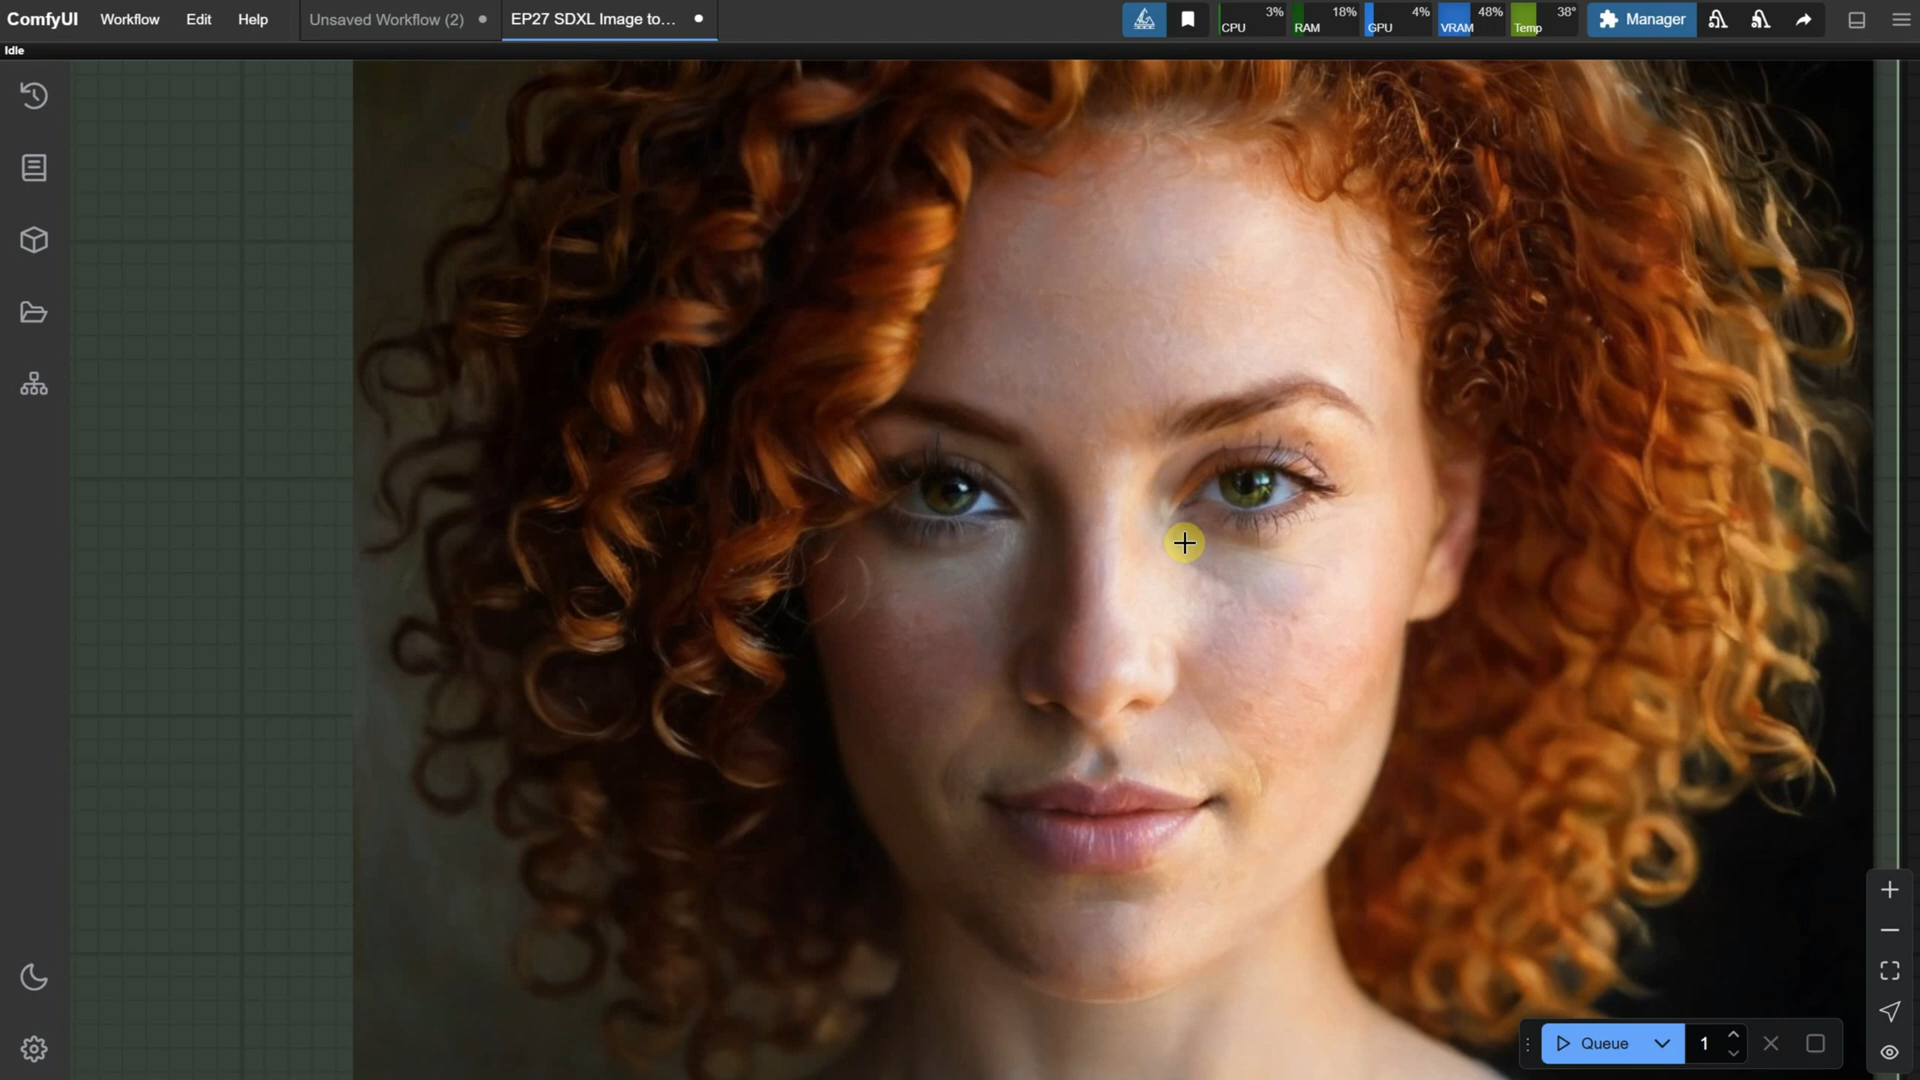 ComfyUI Workflow Edit Help Unsaved Workflow (2) EP27 SDXL Image to... 3% CPU 18% RAM 4% GPU 48% VRAM 38° Temp Manager
Idle
Queue 1